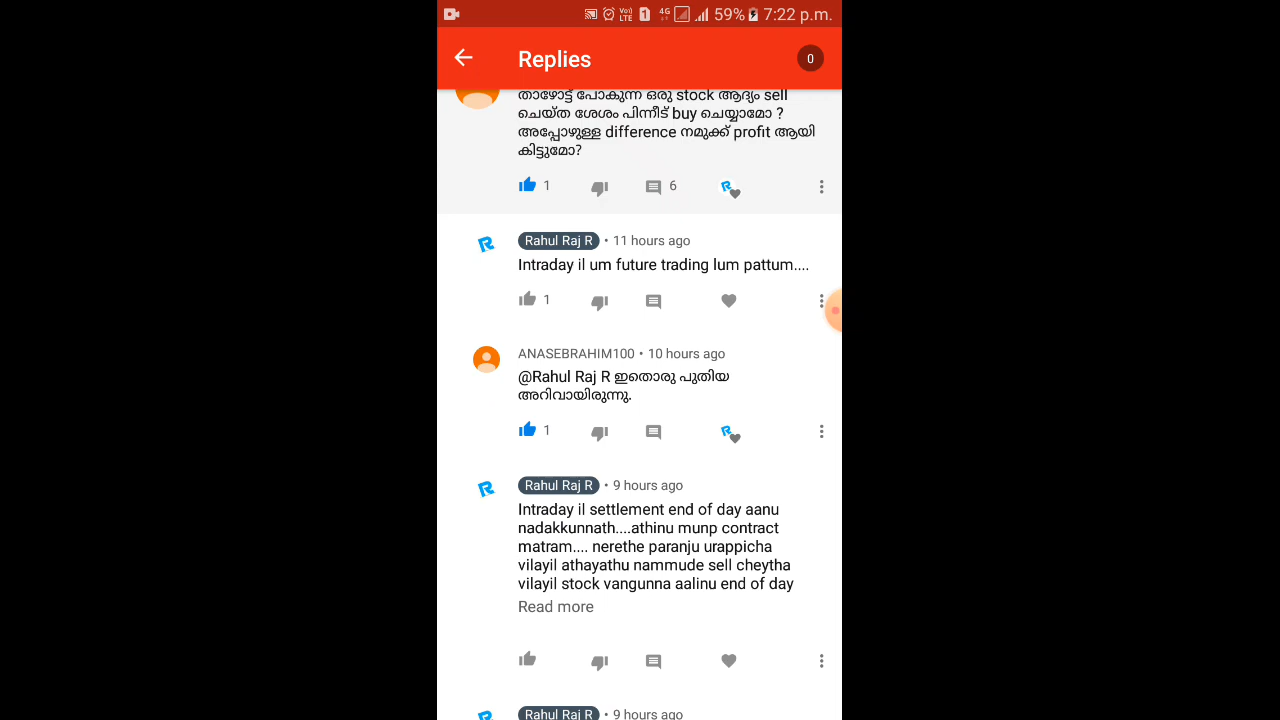 VoLTE 1 4G 59% 7:22 p.m.
Replies
0
താഴോട്ട് പോകുന്ന ഒരു stock ആദ്യം sell
ചെയ്ത ശേശം പിന്നീട് buy ചെയ്യാമോ ?
അപ്പോഴുള്ള difference നമുക്ക് profit ആയി
കിട്ടുമോ?
1 6
Rahul Raj R • 11 hours ago
Intraday il um future trading lum pattum....
1
ANASEBRAHIM100 • 10 hours ago
@Rahul Raj R ഇതൊരു പുതിയ
അറിവായിരുന്നു.
1
Rahul Raj R • 9 hours ago
Intraday il settlement end of day aanu
nadakkunnath....athinu munp contract
matram.... nerethe paranju urappicha
vilayil athayathu nammude sell cheytha
vilayil stock vangunna aalinu end of day
Read more
Rahul Raj R • 9 hours ago